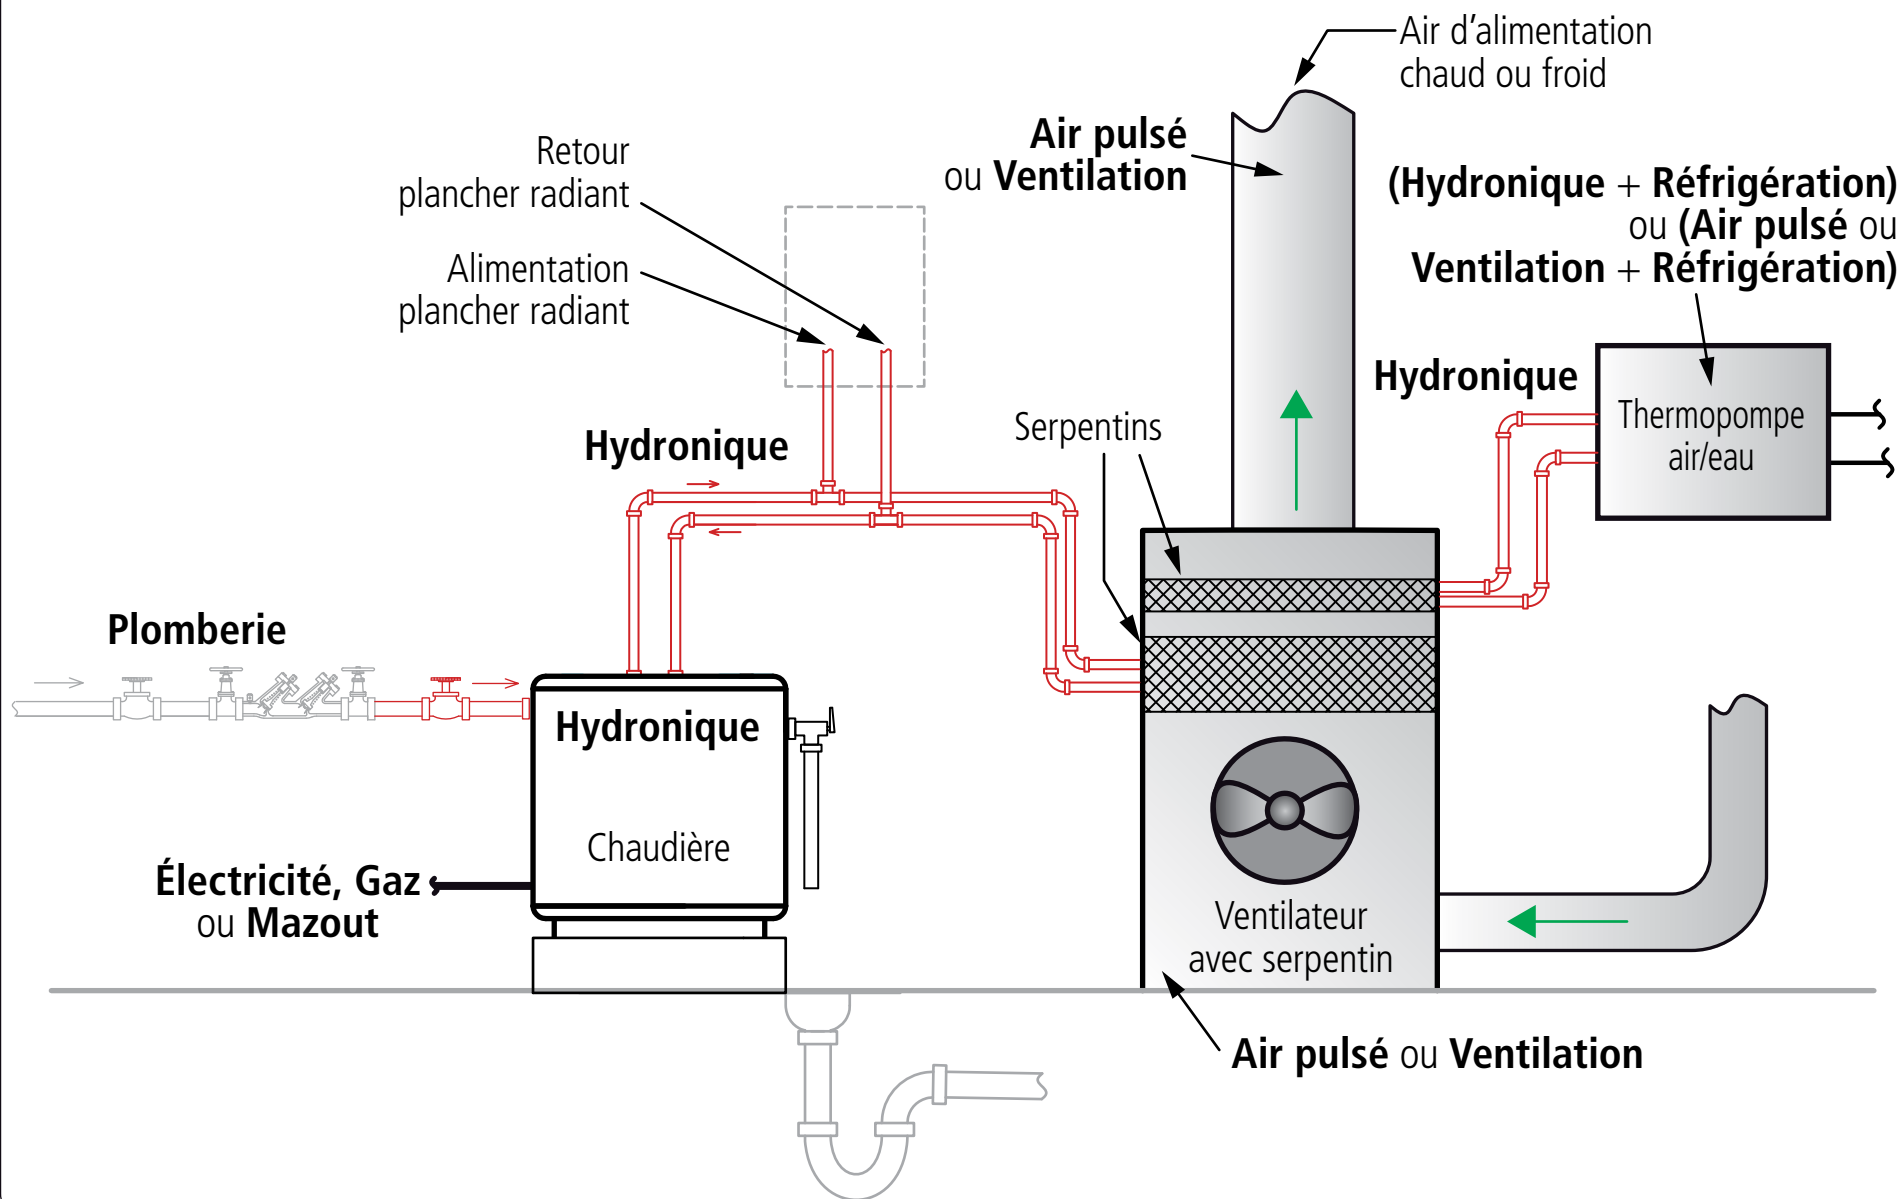 Air d’alimentation
chaud ou froid
Air pulsé
ou Ventilation
Retour
plancher radiant
(Hydronique + Réfrigération)
ou (Air pulsé ou
Ventilation + Réfrigération)
Alimentation
plancher radiant
Hydronique
Thermopompe
air/eau
Serpentins
Hydronique
Plomberie
Hydronique
Chaudière
Électricité, Gaz
ou Mazout
Ventilateur
avec serpentin
Air pulsé ou Ventilation